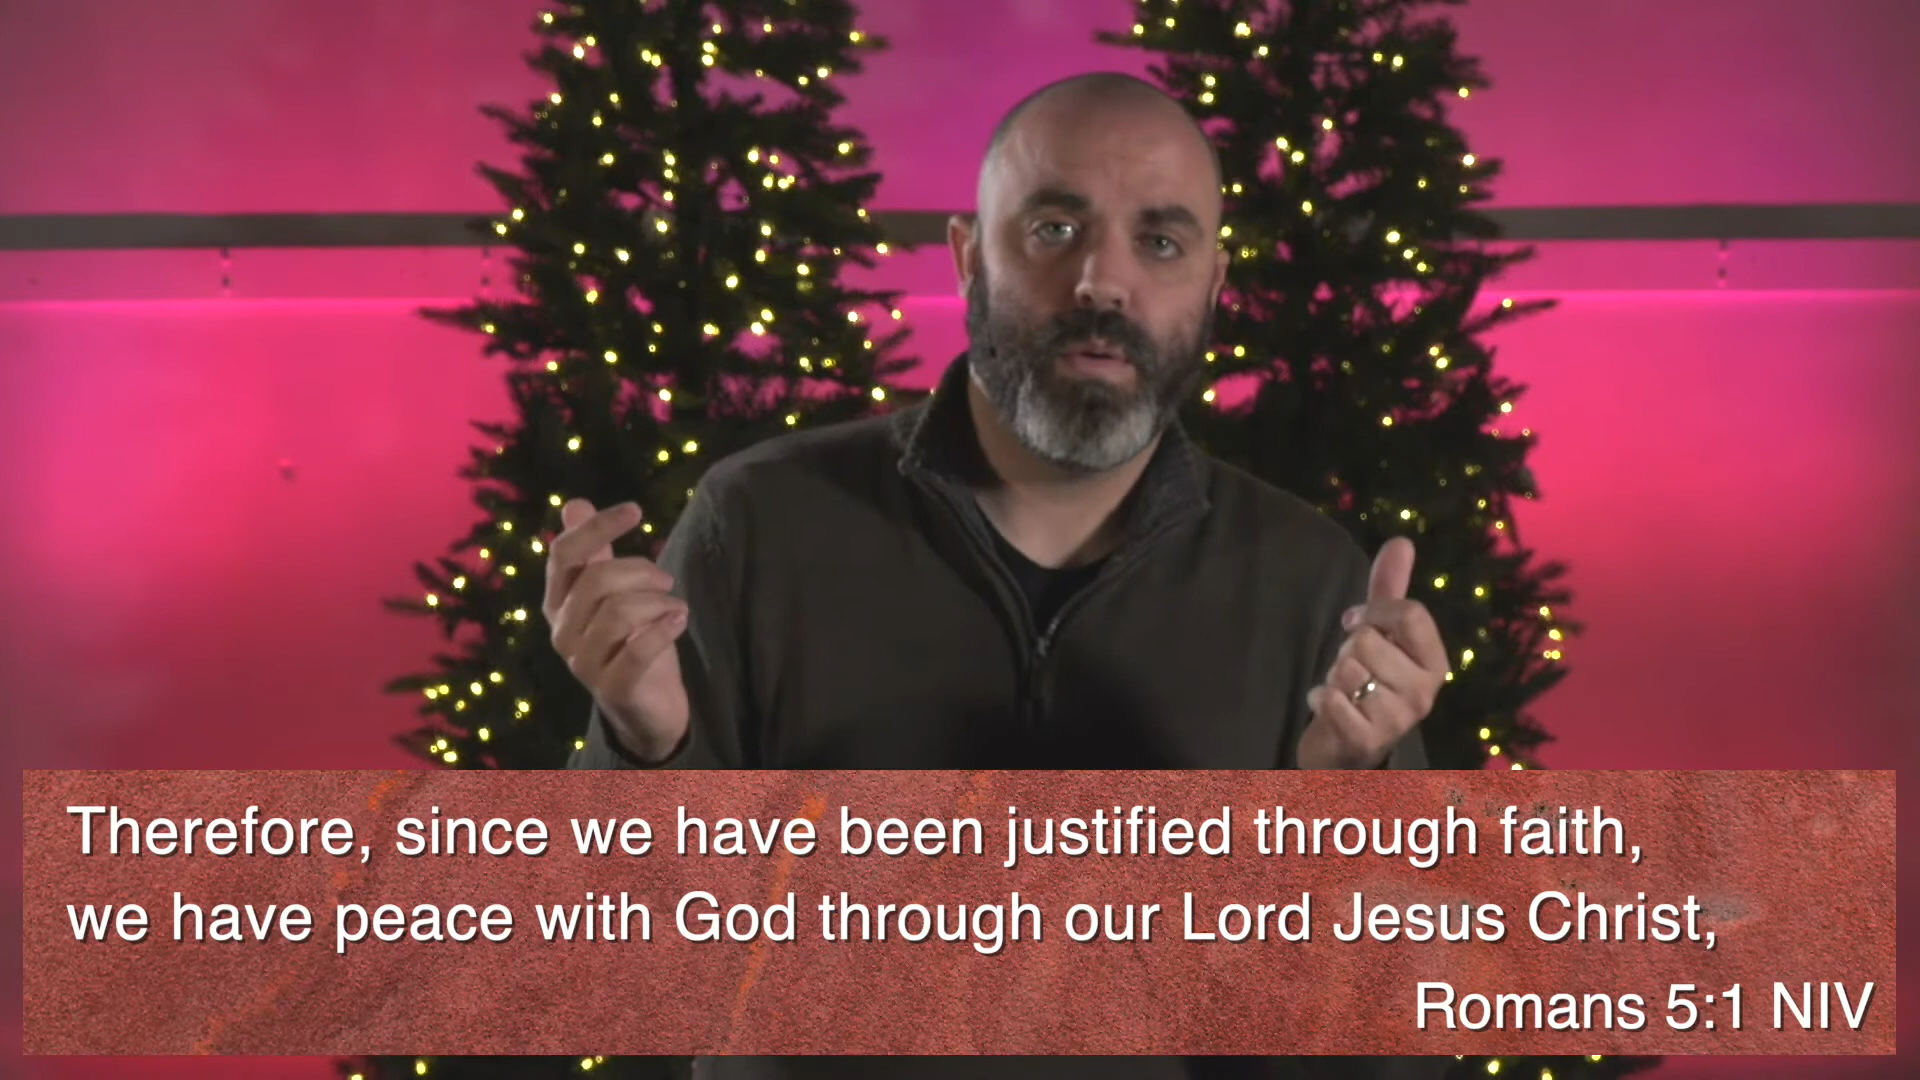 Therefore, since we have been justified through faith,
we have peace with God through our Lord Jesus Christ,
Romans 5:1 NIV